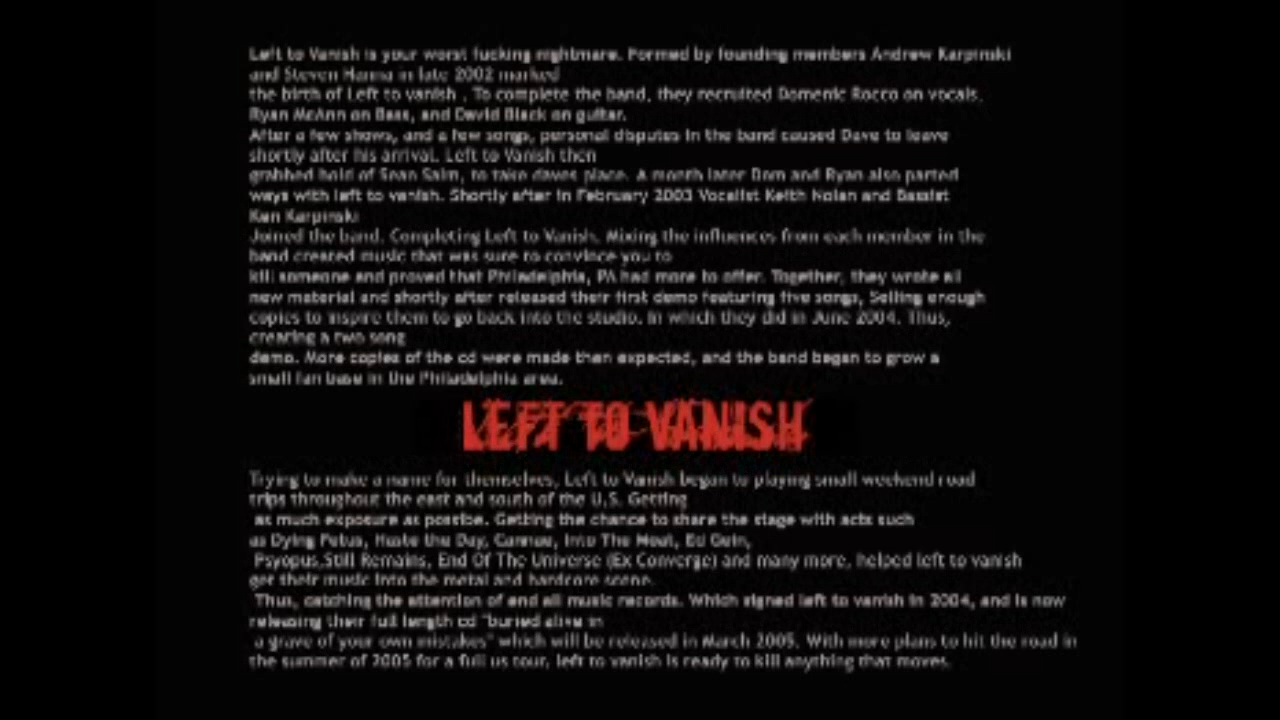 Left to Vanish is your worst fucking nightmare. Formed by founding members Andrew Karpinski
and Steven Hanna in late 2002 marked
the birth of Left to vanish . To complete the band, they recruited Domenic Rocco on vocals,
Ryan McAnn on Bass, and David Black on guitar.
After a few shows, and a few songs, personal disputes in the band caused Dave to leave
shortly after his arrival. Left to Vanish then
grabbed hold of Sean Salm, to take daves place. A month later Dom and Ryan also parted
ways with left to vanish. Shortly after in February 2003 Vocalist Keith Nolan and Bassist
Ken Karpinski
Joined the band. Completing Left to Vanish. Mixing the influences from each member in the
band created music that was sure to convince you to
kill someone and proved that Philadelphia, PA had more to offer. Together, they wrote all
new material and shortly after released their first demo featuring five songs, Selling enough
copies to inspire them to go back into the studio. In which they did in June 2004. Thus,
creating a two song
demo. More copies of the cd were made than expected, and the band began to grow a
small fan base in the Philadelphia area.
LEFT TO VANISH
Trying to make a name for themselves, Left to Vanish began to playing small weekend road
trips throughout the east and south of the U.S. Getting
as much exposure as possibe. Getting the chance to share the stage with acts such
as Dying Fetus, Haste the Day, Cannae, Into The Moat, Ed Gein,
Psyopus,Still Remains, End Of The Universe (Ex Converge) and many more, helped left to vanish
get their music into the metal and hardcore scene.
Thus, catching the attention of end all music records. Which signed left to vanish in 2004, and is now
releasing their full length cd "buried alive in
a grave of your own mistakes" which will be released in March 2005. With more plans to hit the road in
the summer of 2005 for a full us tour, left to vanish is ready to kill anything that moves.